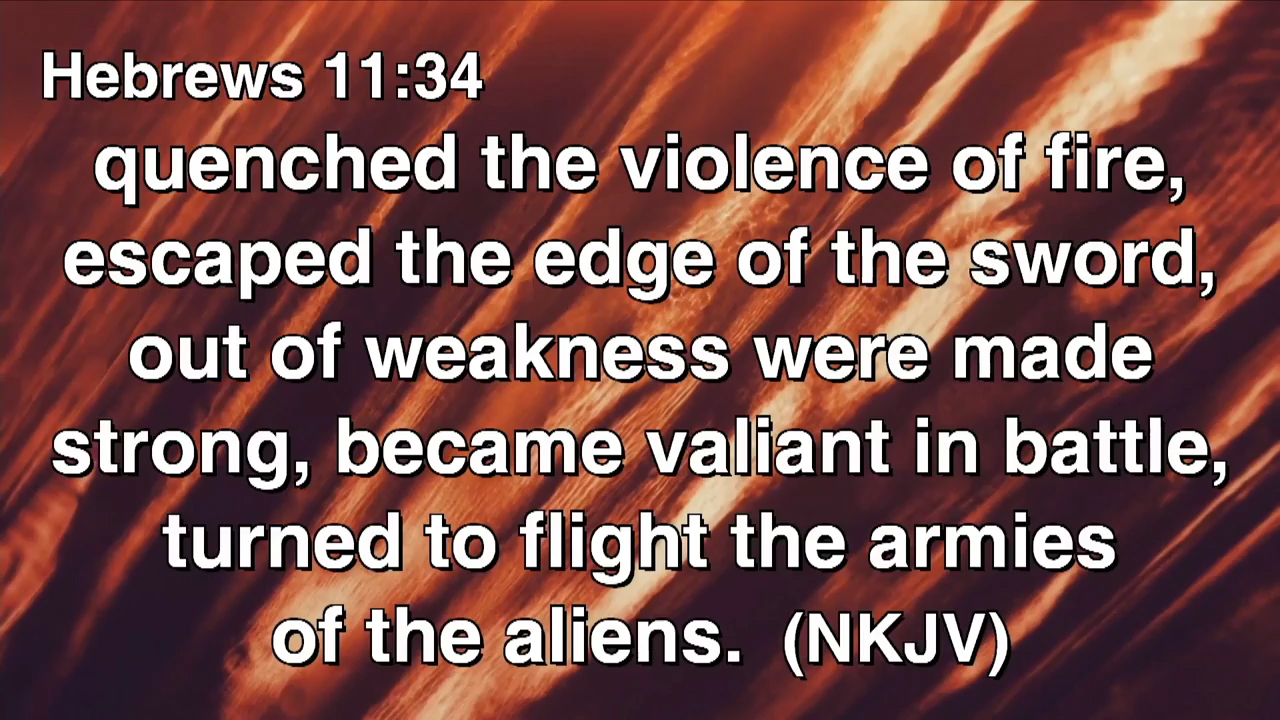 Hebrews 11:34
quenched the violence of fire,
escaped the edge of the sword,
out of weakness were made
strong, became valiant in battle,
turned to flight the armies
of the aliens. (NKJV)